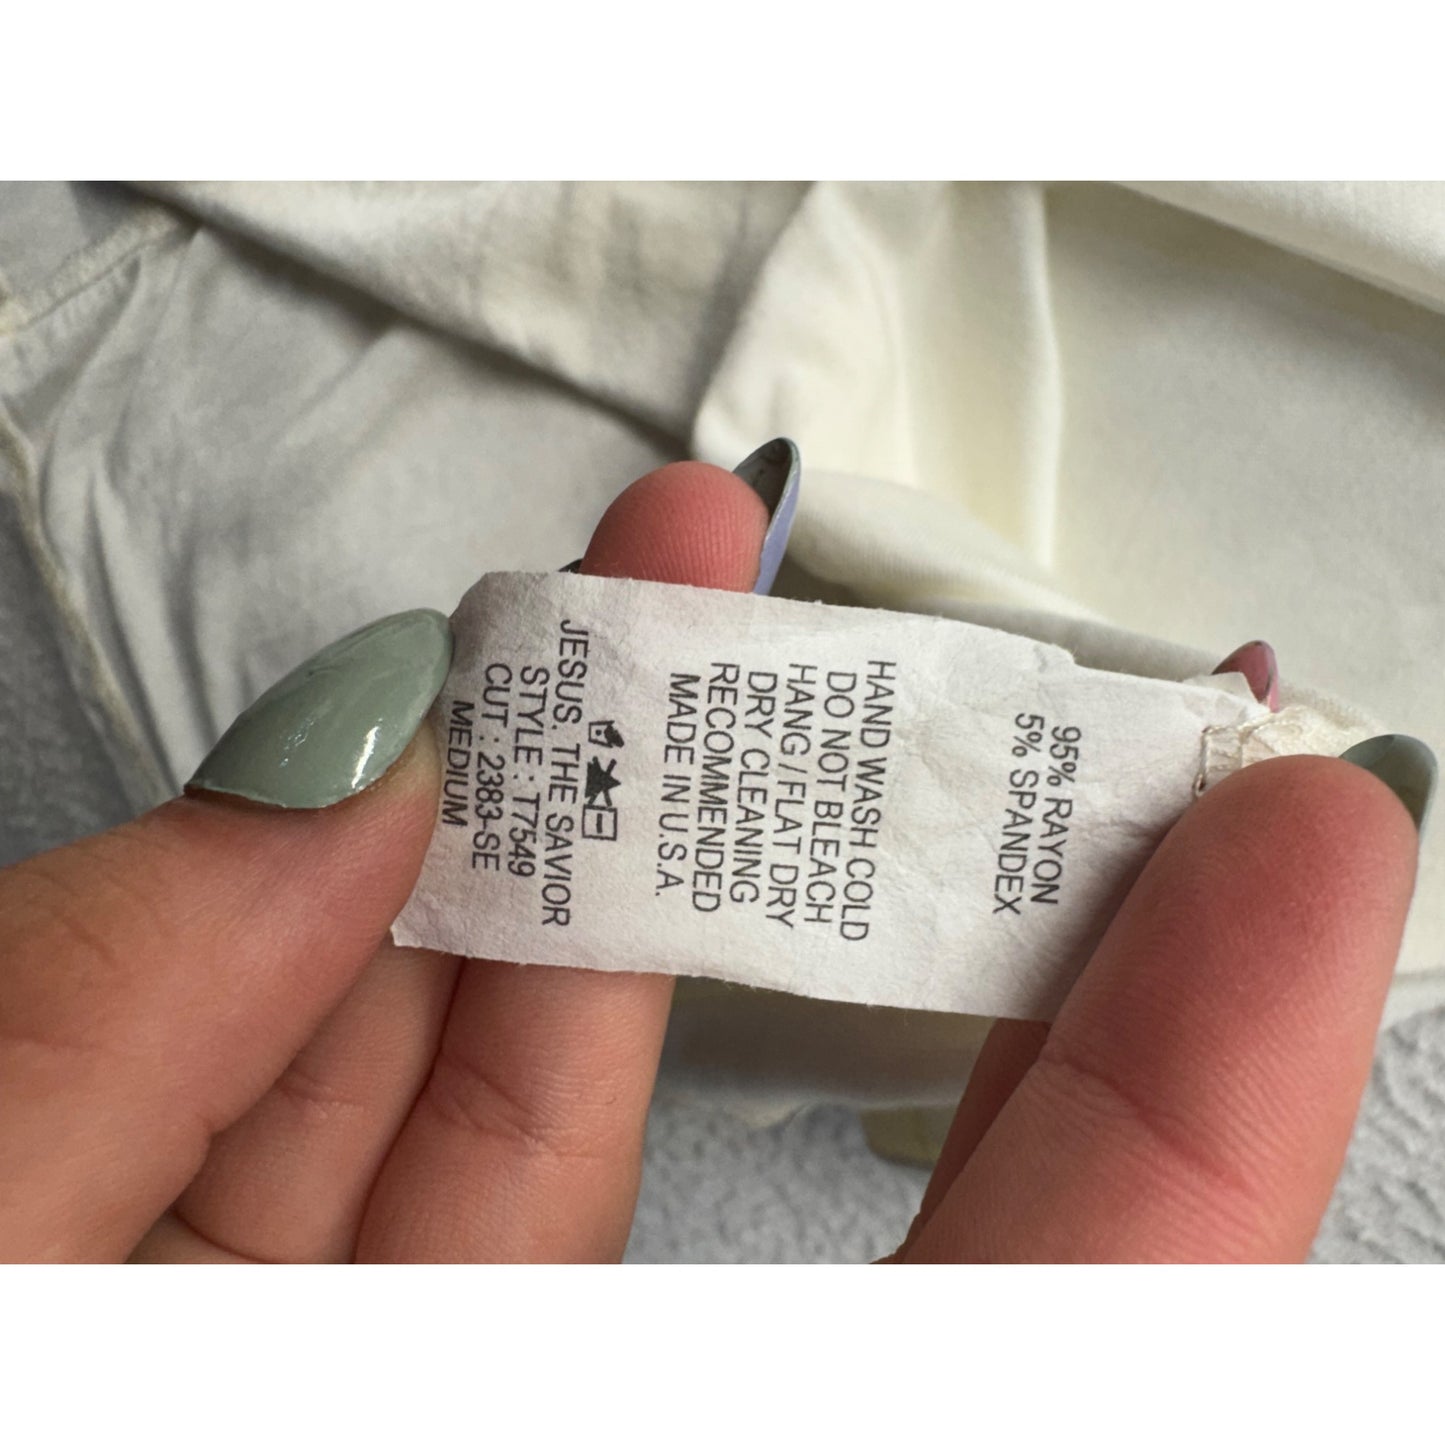 95% RAYON
5% SPANDEX
HAND WASH COLD
DO NOT BLEACH
HANG / FLAT DRY
DRY CLEANING
RECOMMENDED
MADE IN U.S.A.
JESUS. THE SAVIOR
STYLE : T7549
CUT : 2383-SE
MEDIUM